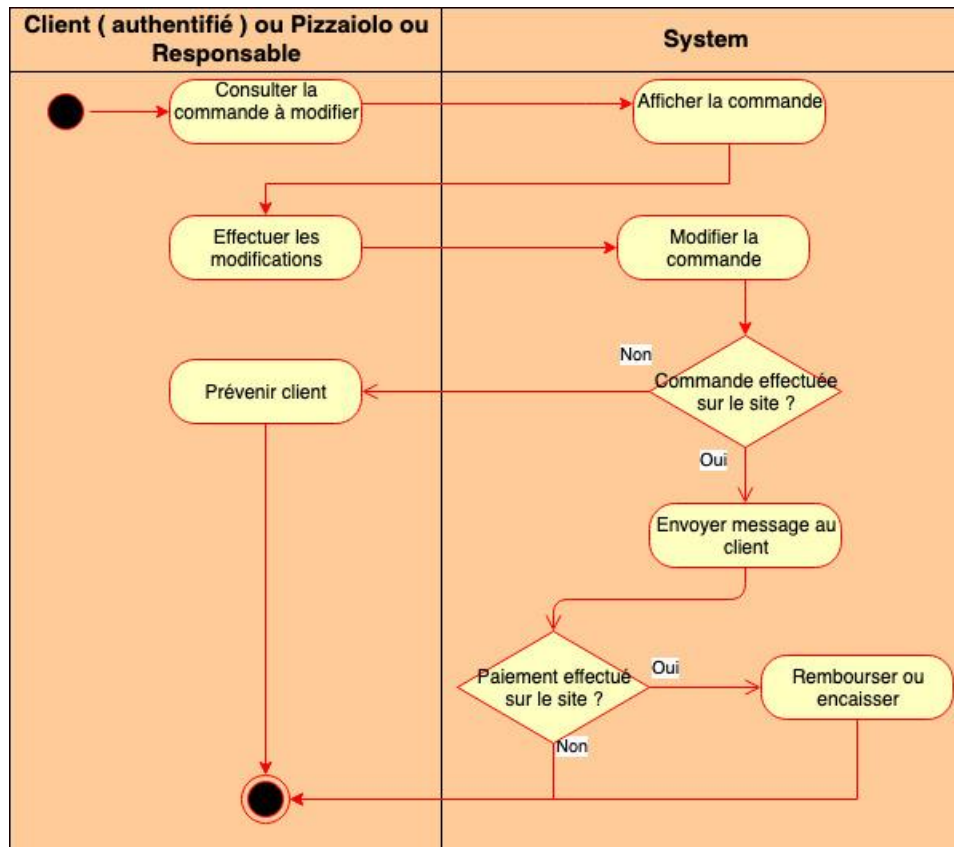 Client ( authentifié ) ou Pizzaiolo ou
Responsable
System
Consulter la
commande à modifier
Afficher la commande
Effectuer les
modifications
Modifier la
commande
Non
Commande effectuée
sur le site ?
Prévenir client
Oui
Envoyer message au
client
Paiement effectué
sur le site ?
Oui
Rembourser ou
encaisser
Non